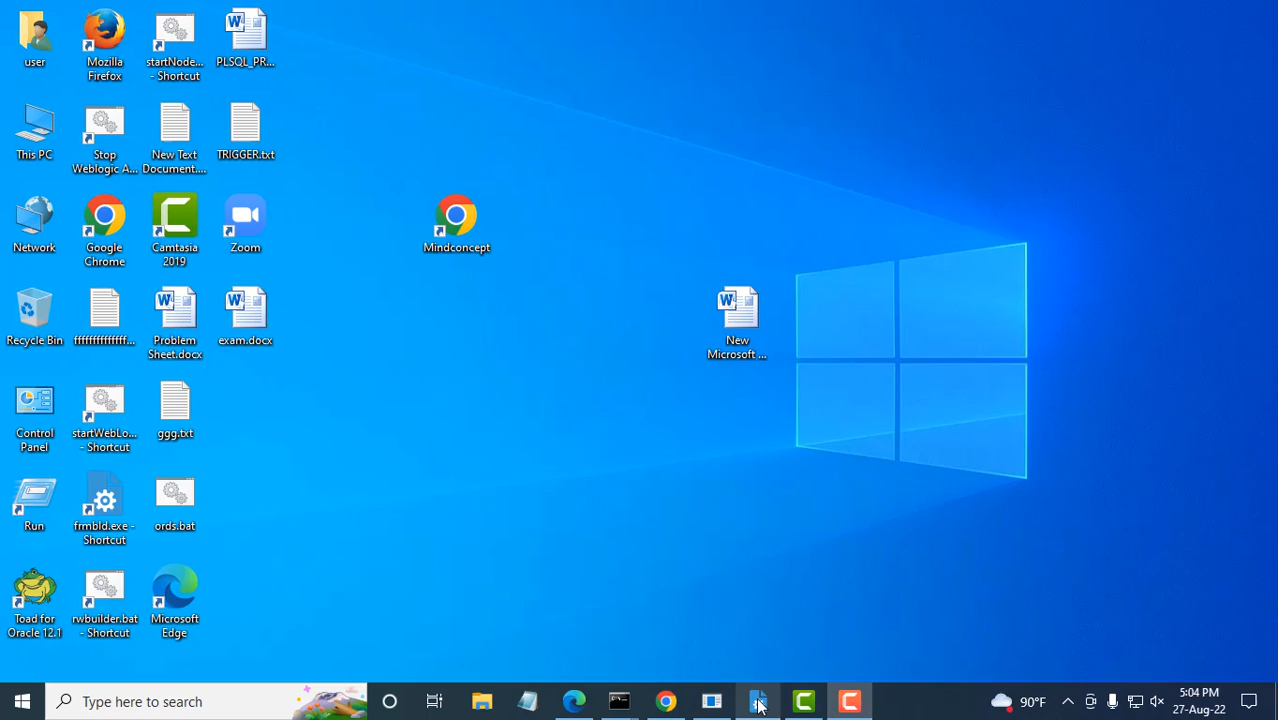 user
Mozilla
Firefox
startNode...
- Shortcut
PLSQL_PR...
This PC
Stop
Weblogic A...
New Text
Document....
TRIGGER.txt
Network
Google
Chrome
Camtasia
2019
Zoom
Mindconcept
Recycle Bin
fffffffffffffff...
Problem
Sheet.docx
exam.docx
New
Microsoft ...
Control
Panel
startWebLo...
- Shortcut
ggg.txt
Run
frmbld.exe -
Shortcut
ords.bat
Toad for
Oracle 12.1
rwbuilder.bat
- Shortcut
Microsoft
Edge
Type here to search
90°F
5:04 PM
27-Aug-22